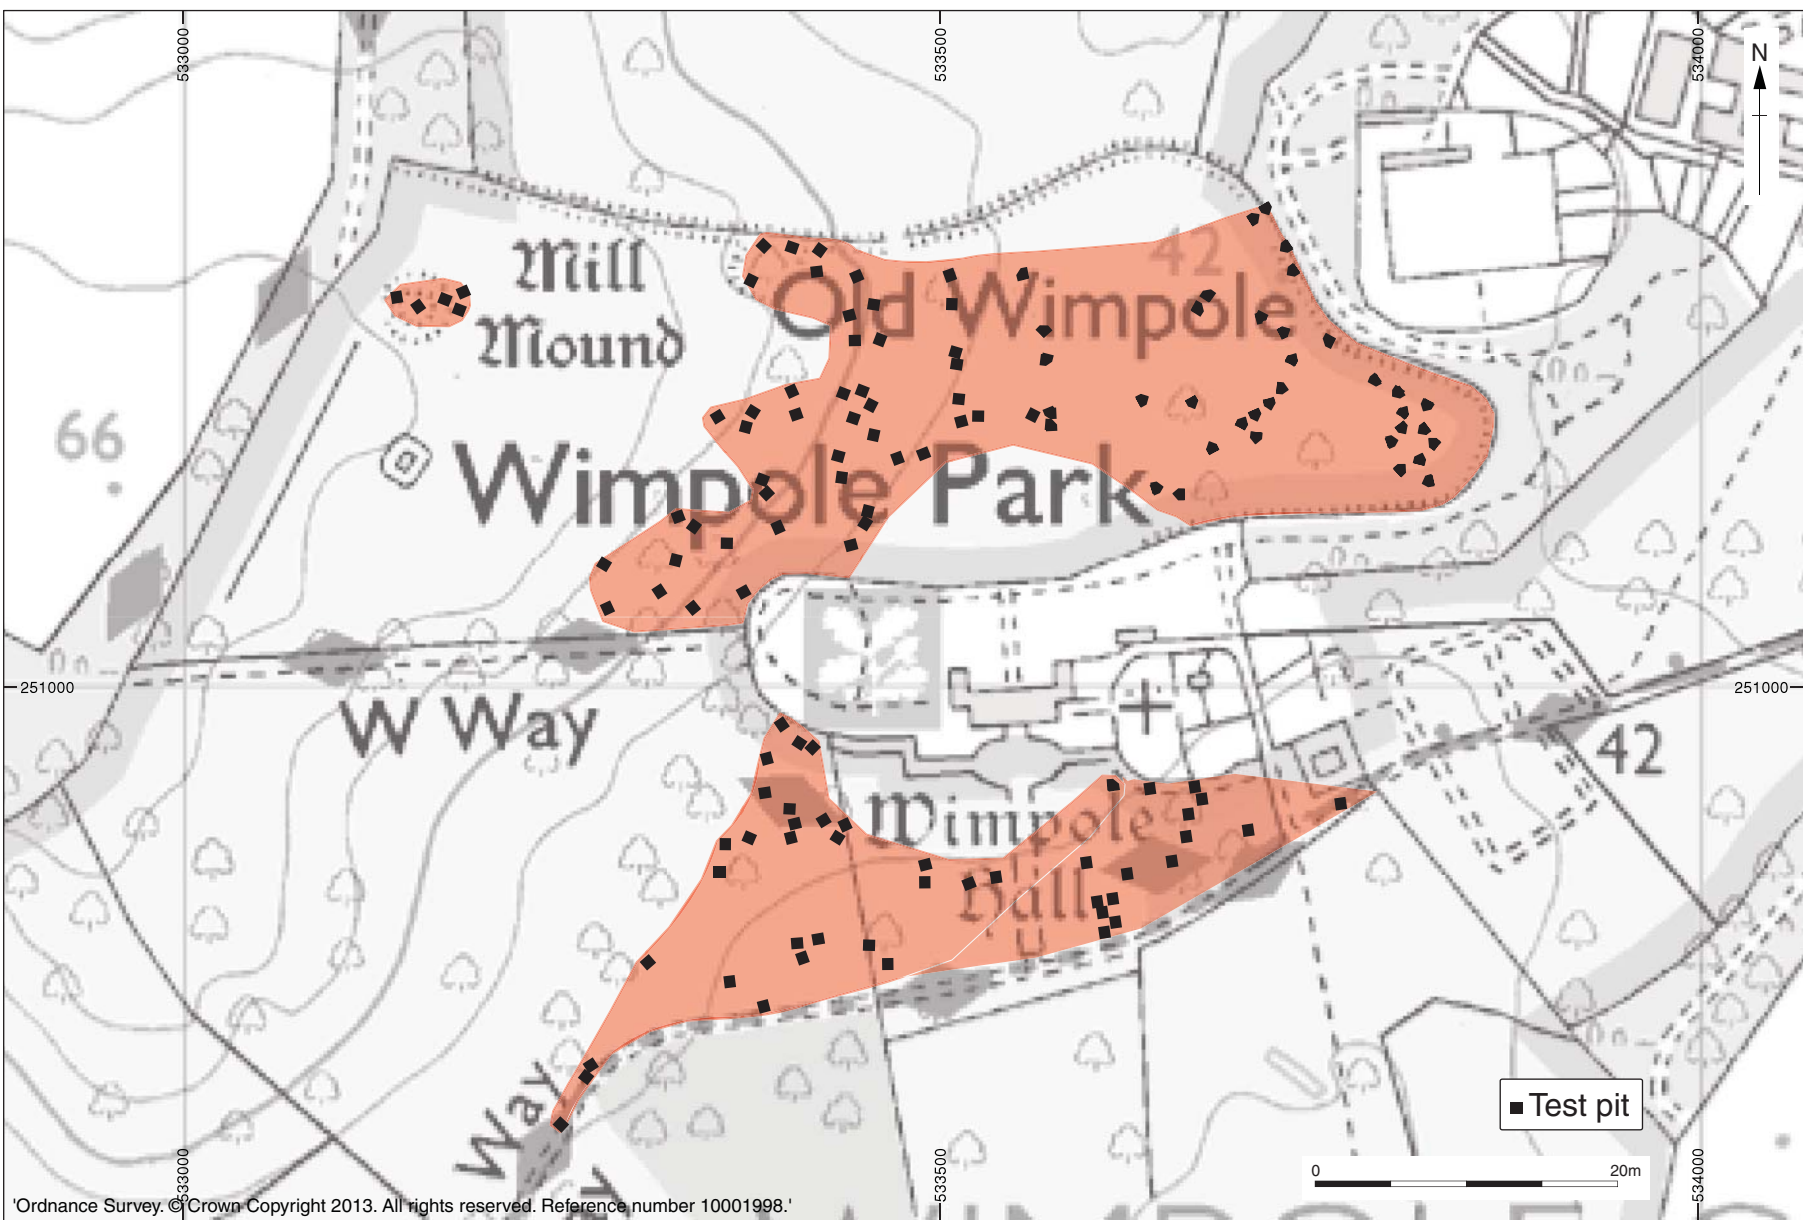 533000
533500
534000
N
Mill
Mound
42
Old Wimpole
66
Wimpole Park
251000
251000
W Way
42
Wimpole
Hall
Way
Test pit
0 20m
533000
533500
534000
'Ordnance Survey. © Crown Copyright 2013. All rights reserved. Reference number 10001998.'